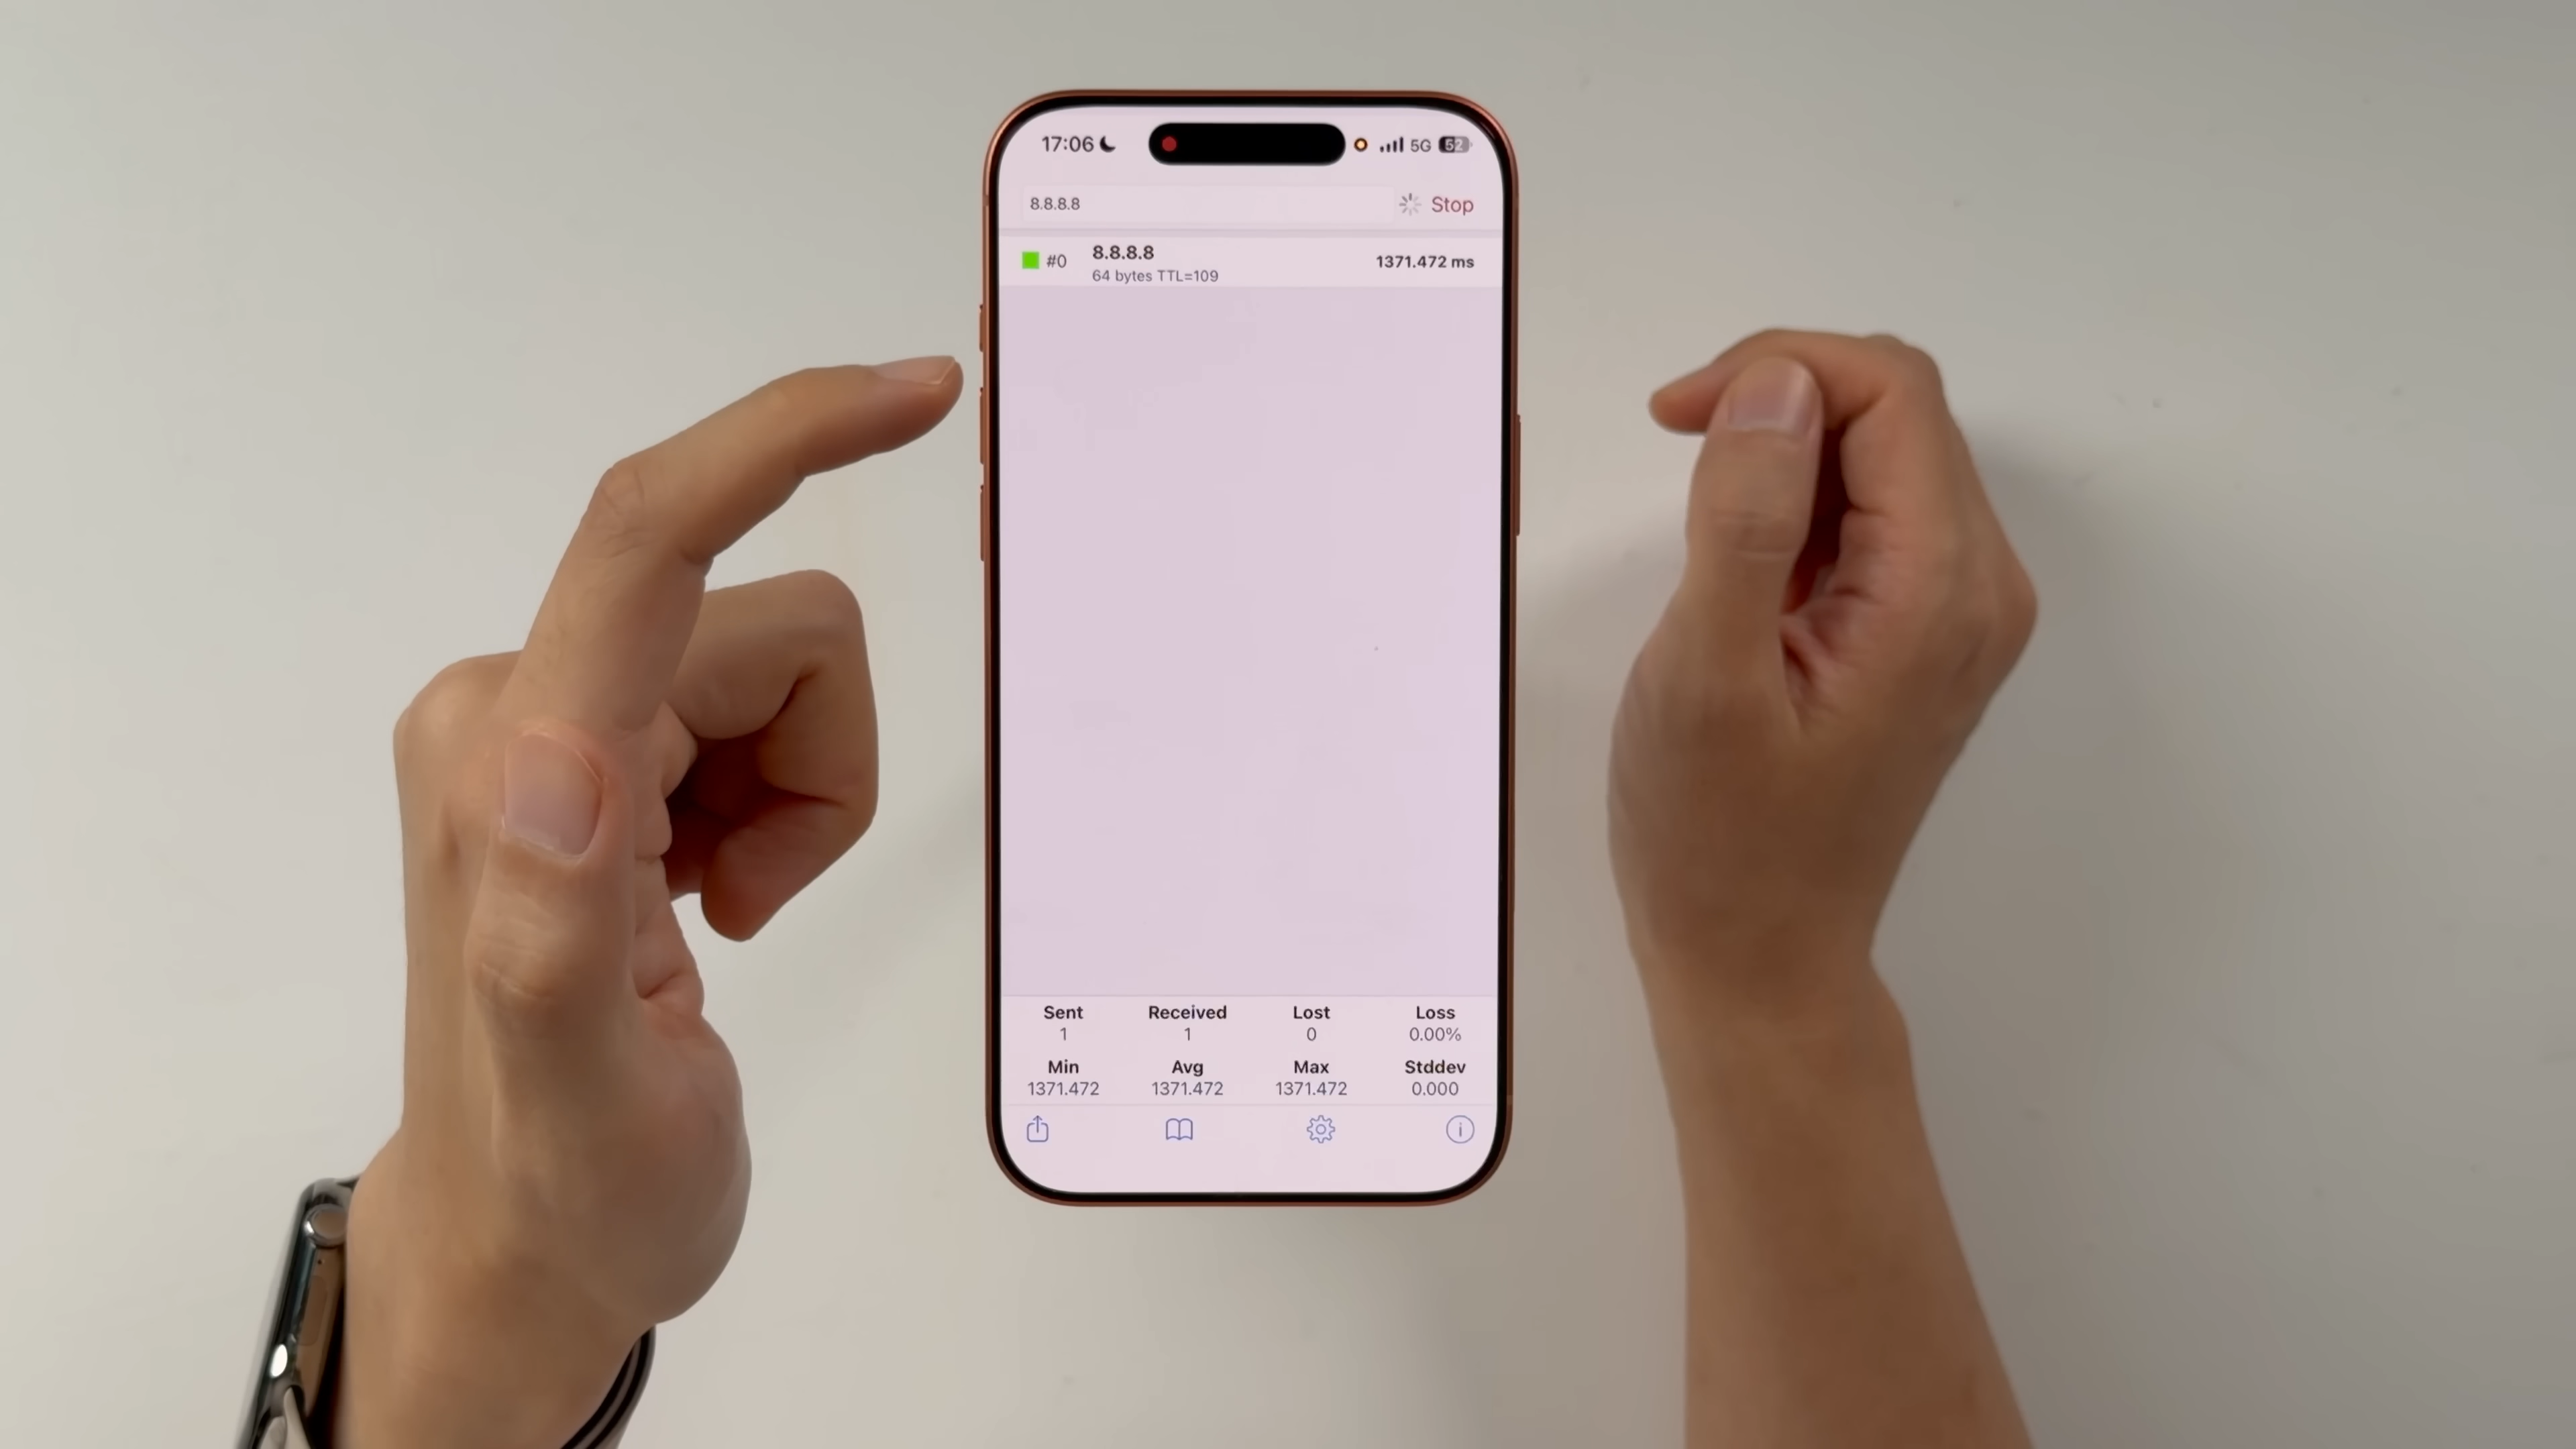 17:06 5G 52
8.8.8.8 Stop
#0 8.8.8.8 1371.472 ms
64 bytes TTL=109
Sent Received Lost Loss
1 1 0 0.00%
Min Avg Max Stddev
1371.472 1371.472 1371.472 0.000